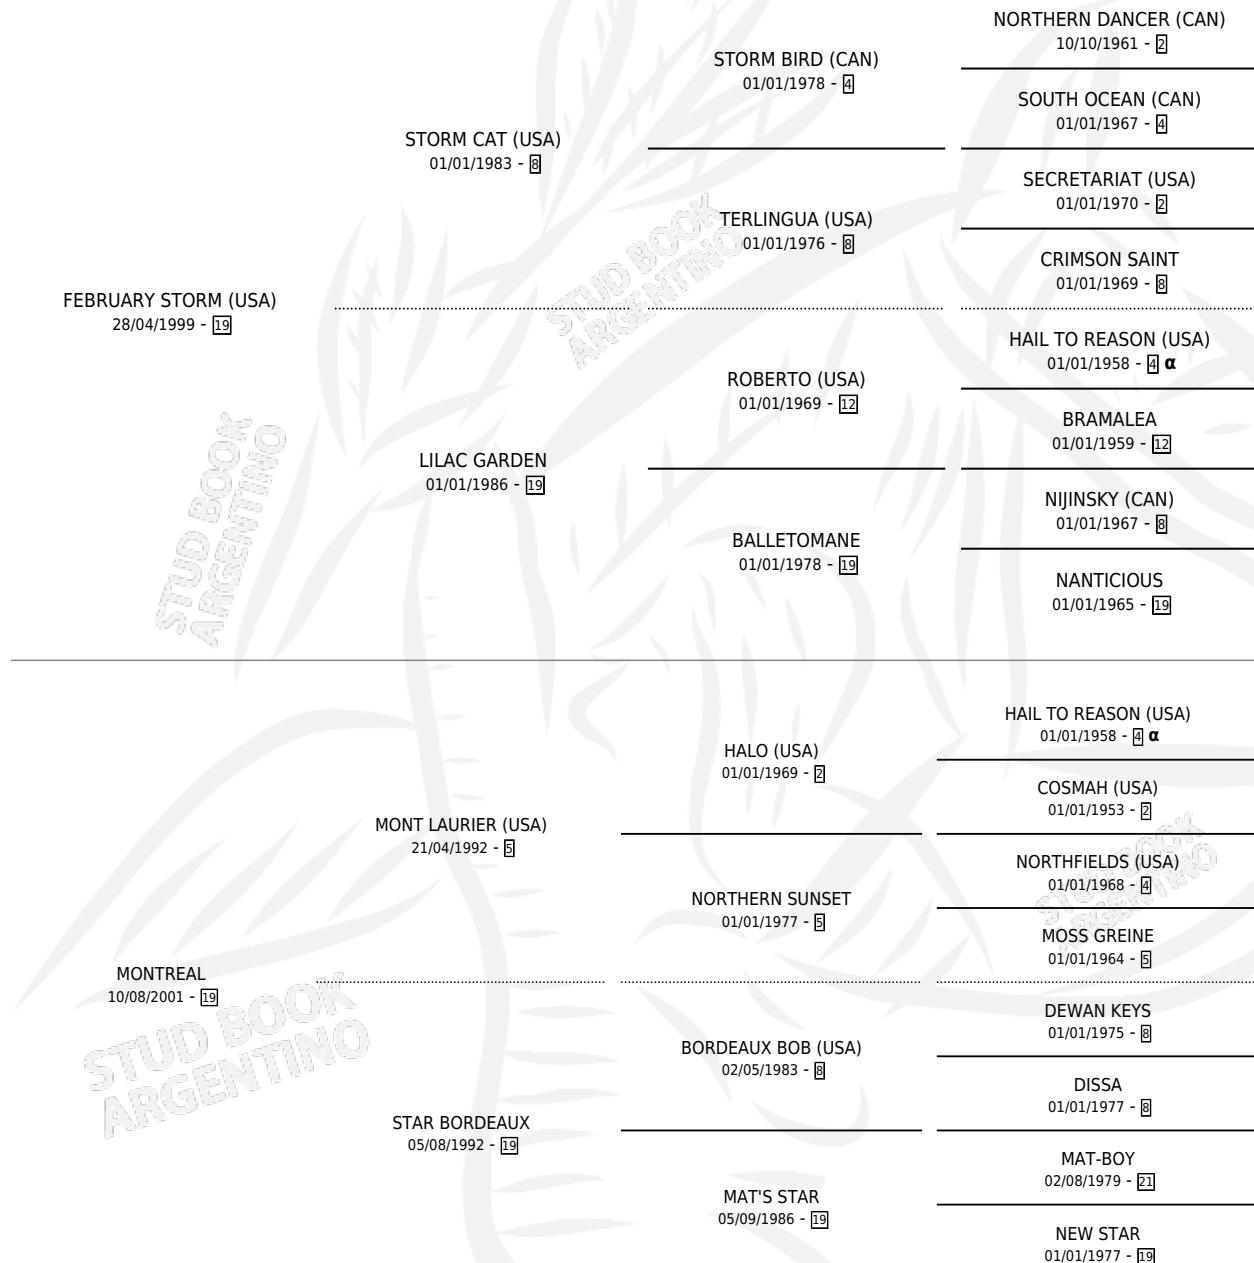 NORTHERN DANCER (CAN)
10/10/1961 - 2
STORM BIRD (CAN)
01/01/1978 - 4
SOUTH OCEAN (CAN)
01/01/1967 - 4
STORM CAT (USA)
01/01/1983 - 8
SECRETARIAT (USA)
01/01/1970 - 2
TERLINGUA (USA)
01/01/1976 - 8
CRIMSON SAINT
01/01/1969 - 8
STUD BOOK
ARGENTINO
FEBRUARY STORM (USA)
28/04/1999 - 19
HAIL TO REASON (USA)
01/01/1958 - 4 α
ROBERTO (USA)
01/01/1969 - 12
BRAMALEA
01/01/1959 - 12
LILAC GARDEN
01/01/1986 - 19
NIJINSKY (CAN)
01/01/1967 - 8
BALLETOMANE
01/01/1978 - 19
NANTICIOUS
01/01/1965 - 19
STUD BOOK
ARGENTINO
HAIL TO REASON (USA)
01/01/1958 - 4 α
HALO (USA)
01/01/1969 - 2
COSMAH (USA)
01/01/1953 - 2
MONT LAURIER (USA)
21/04/1992 - 5
NORTHFIELDS (USA)
01/01/1968 - 4
STUD BOOK
ARGENTINO
NORTHERN SUNSET
01/01/1977 - 5
MOSS GREINE
01/01/1964 - 5
MONTREAL
10/08/2001 - 19
DEWAN KEYS
01/01/1975 - 8
BORDEAUX BOB (USA)
02/05/1983 - 8
DISSA
01/01/1977 - 8
STUD BOOK
ARGENTINO
STAR BORDEAUX
05/08/1992 - 19
MAT-BOY
02/08/1979 - 21
MAT'S STAR
05/09/1986 - 19
NEW STAR
01/01/1977 - 19